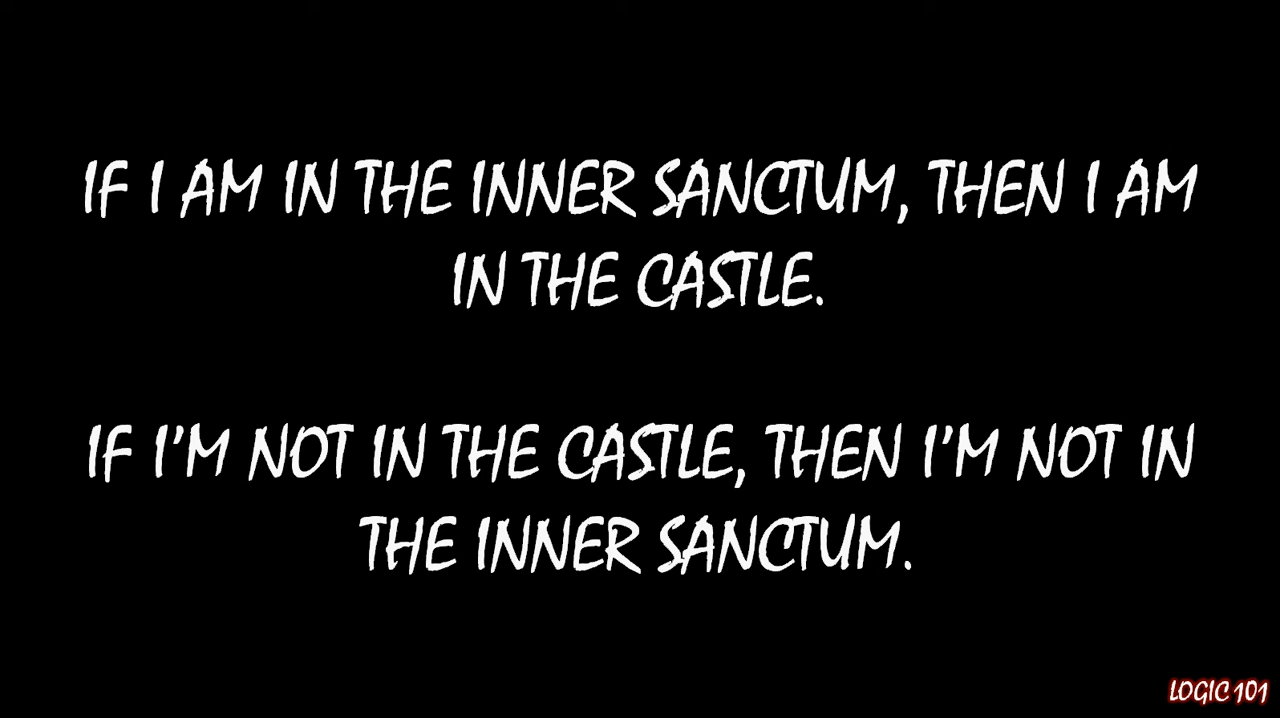 IF I AM IN THE INNER SANCTUM, THEN I AM
IN THE CASTLE.
IF I'M NOT IN THE CASTLE, THEN I'M NOT IN
THE INNER SANCTUM.
LOGIC 101